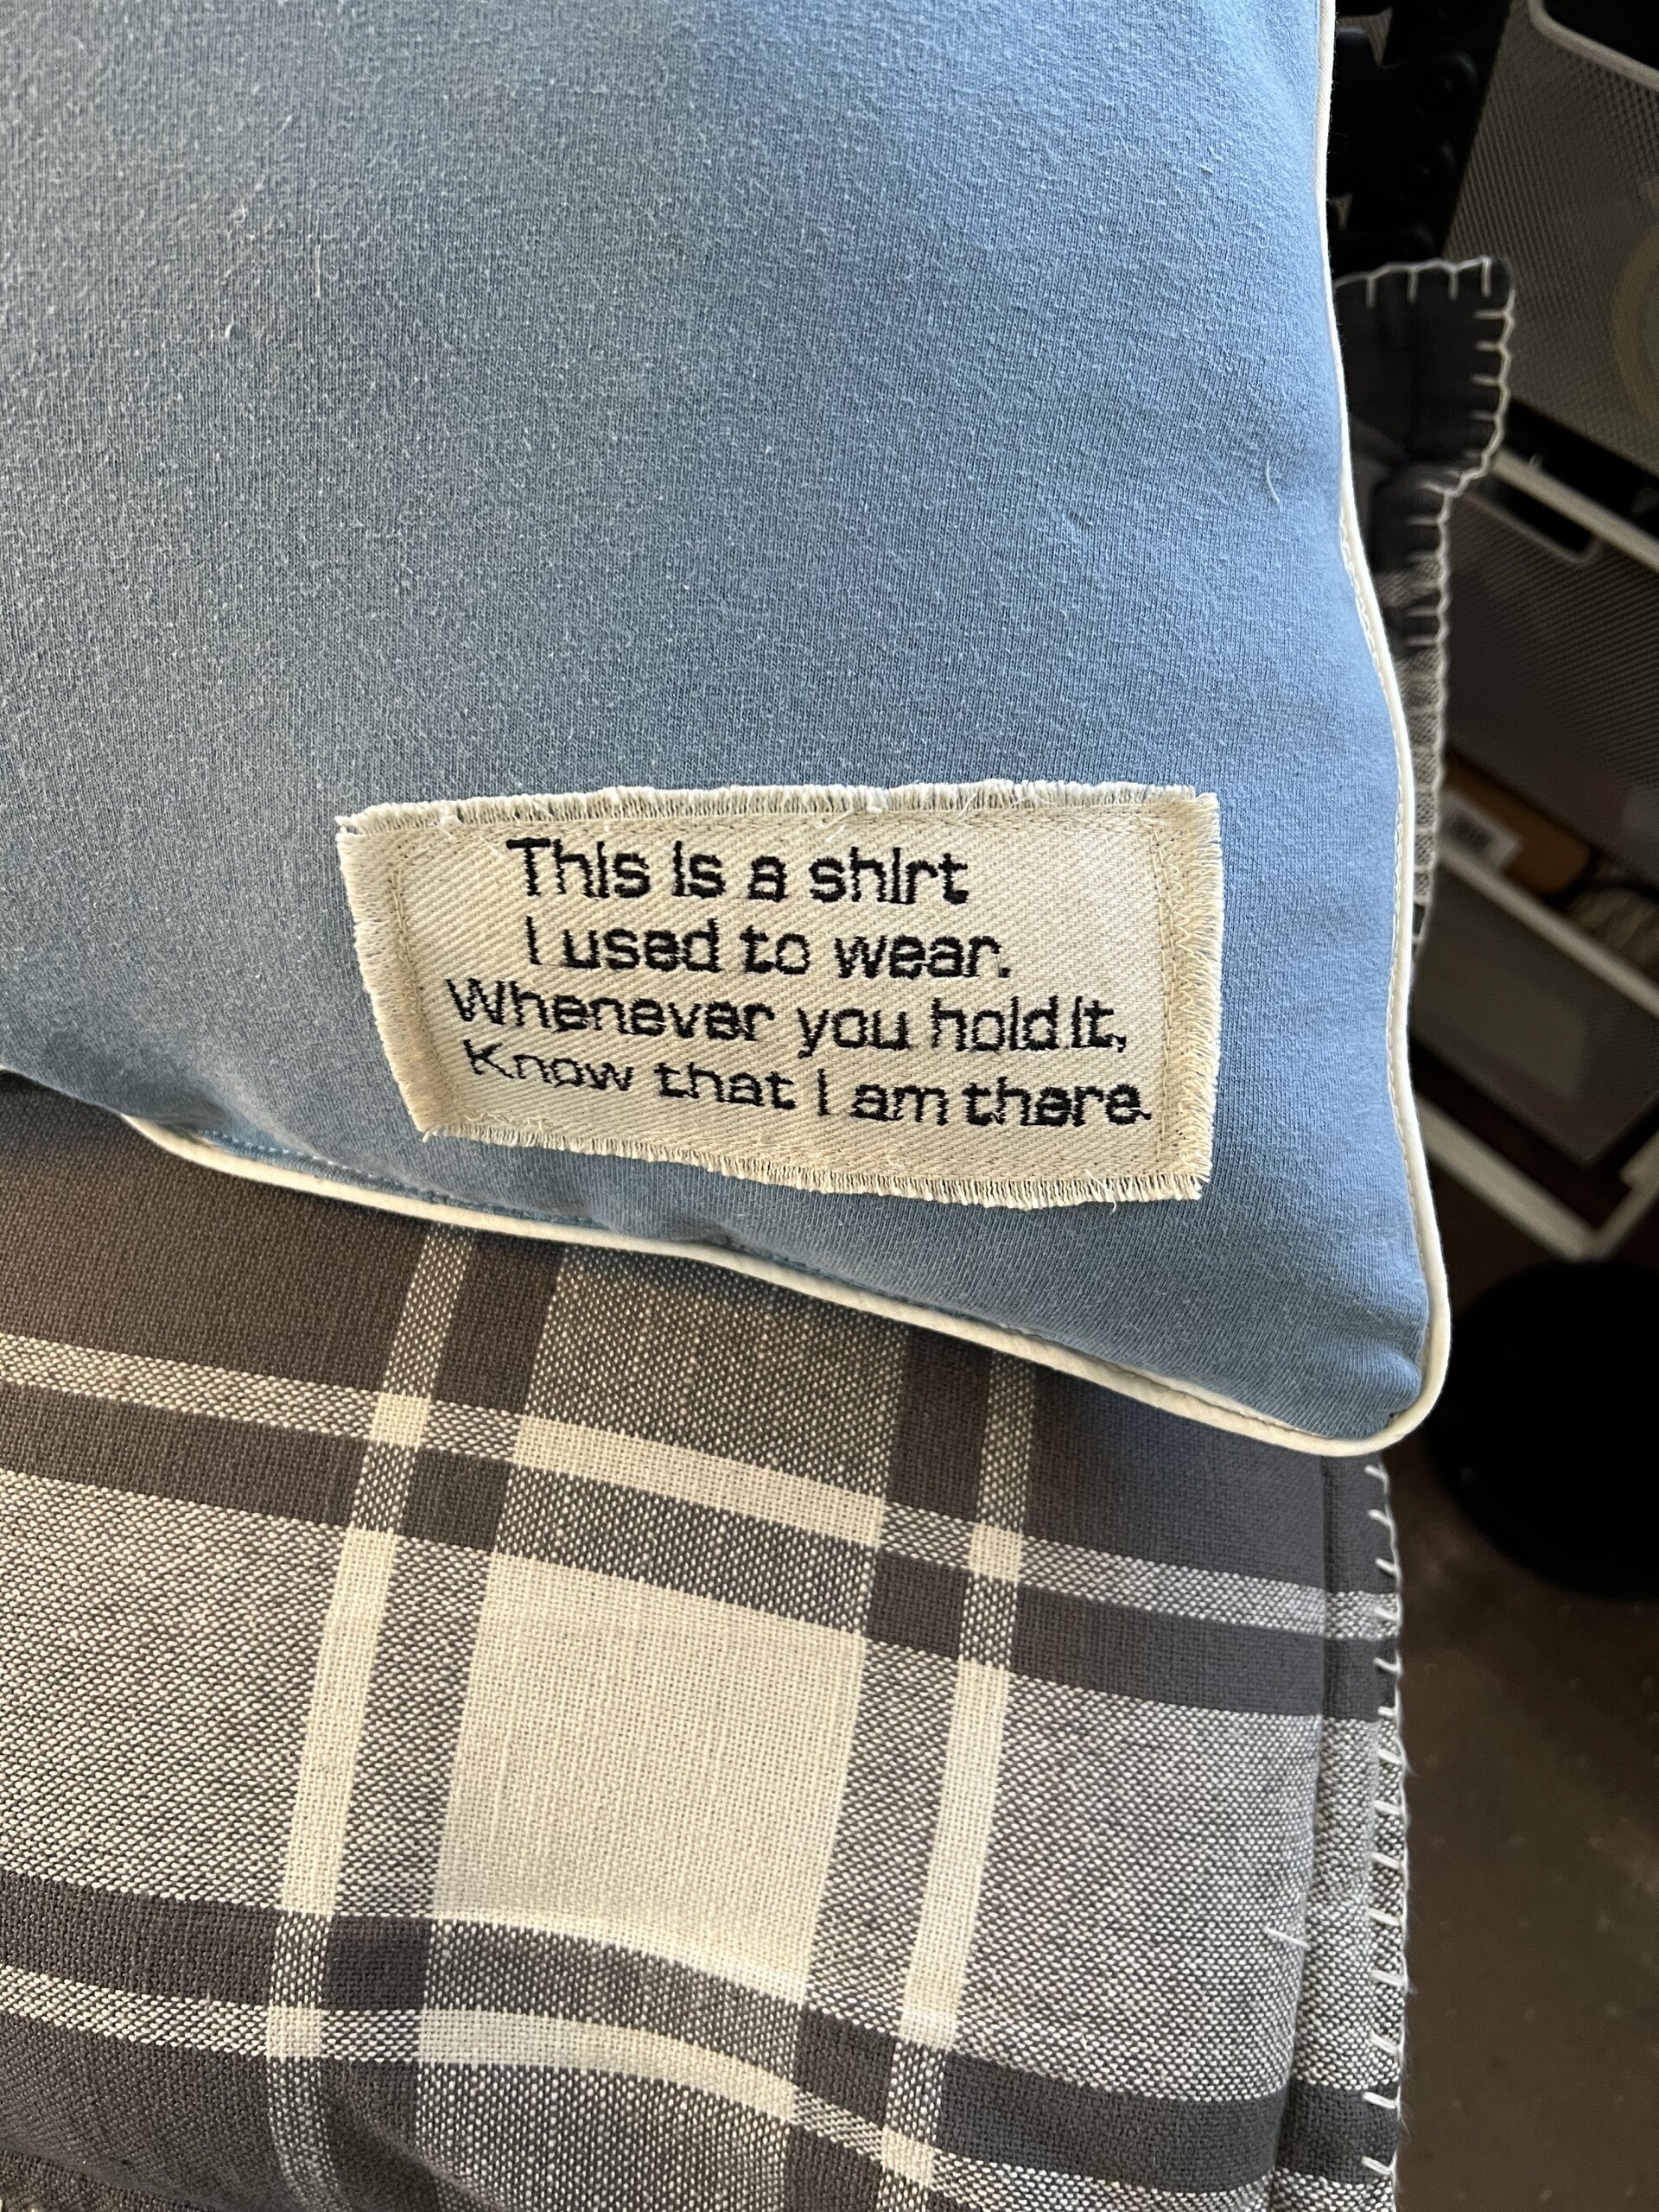 This is a shirt
I used to wear.
Whenever you hold it,
Know that I am there.